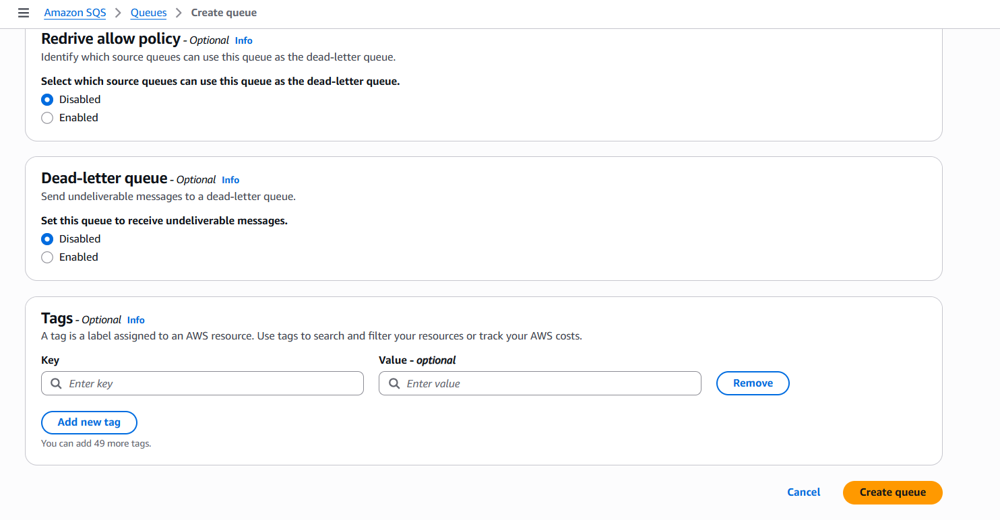 Amazon SQS > Queues > Create queue
Redrive allow policy - Optional Info
Identify which source queues can use this queue as the dead-letter queue.
Select which source queues can use this queue as the dead-letter queue.
Disabled
Enabled
Dead-letter queue - Optional Info
Send undeliverable messages to a dead-letter queue.
Set this queue to receive undeliverable messages.
Disabled
Enabled
Tags - Optional Info
A tag is a label assigned to an AWS resource. Use tags to search and filter your resources or track your AWS costs.
Key Value - optional
Enter key Enter value Remove
Add new tag
You can add 49 more tags.
Cancel Create queue